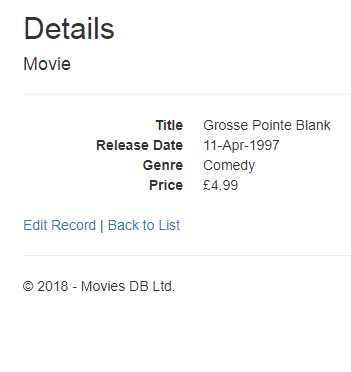 Details
Movie
Title Grosse Pointe Blank
Release Date 11-Apr-1997
Genre Comedy
Price £4.99
Edit Record | Back to List
© 2018 - Movies DB Ltd.